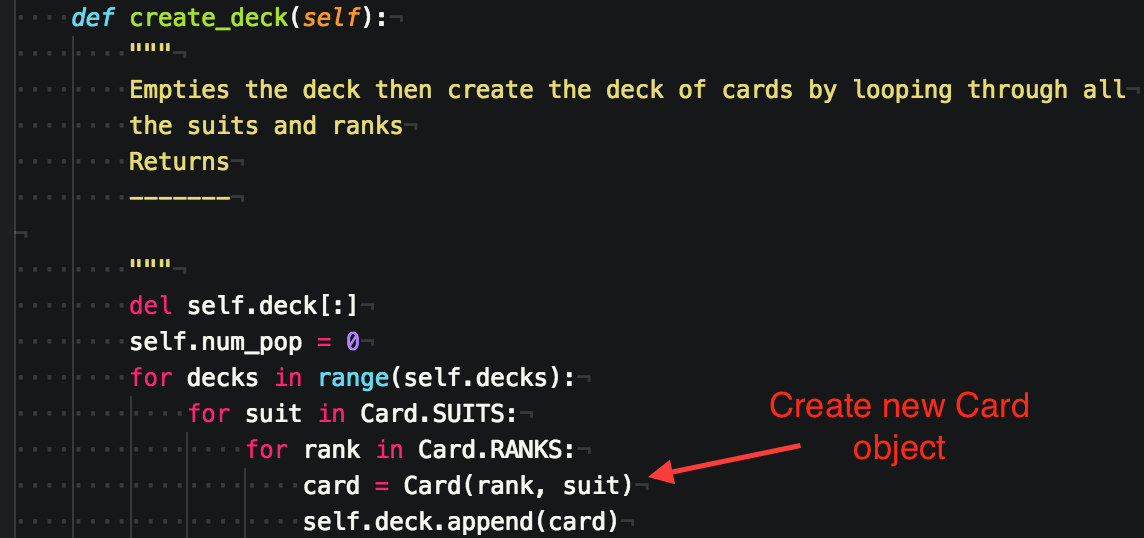 def create_deck(self):
"""
Empties the deck then create the deck of cards by looping through all
the suits and ranks
Returns
-------
"""
del self.deck[:]
self.num_pop = 0
for decks in range(self.decks):
for suit in Card.SUITS:
for rank in Card.RANKS:
card = Card(rank, suit)
self.deck.append(card)
Create new Card
object